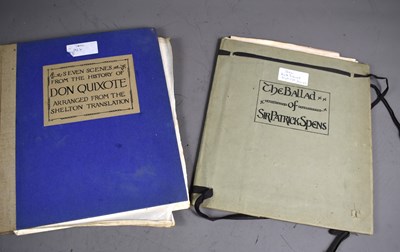 SEVEN SCENES
FROM THE HISTORY OF
DON QUIXOTE
ARRANGED FROM THE
SHELTON TRANSLATION
The Ballad
of
SIR PATRICK SPENS